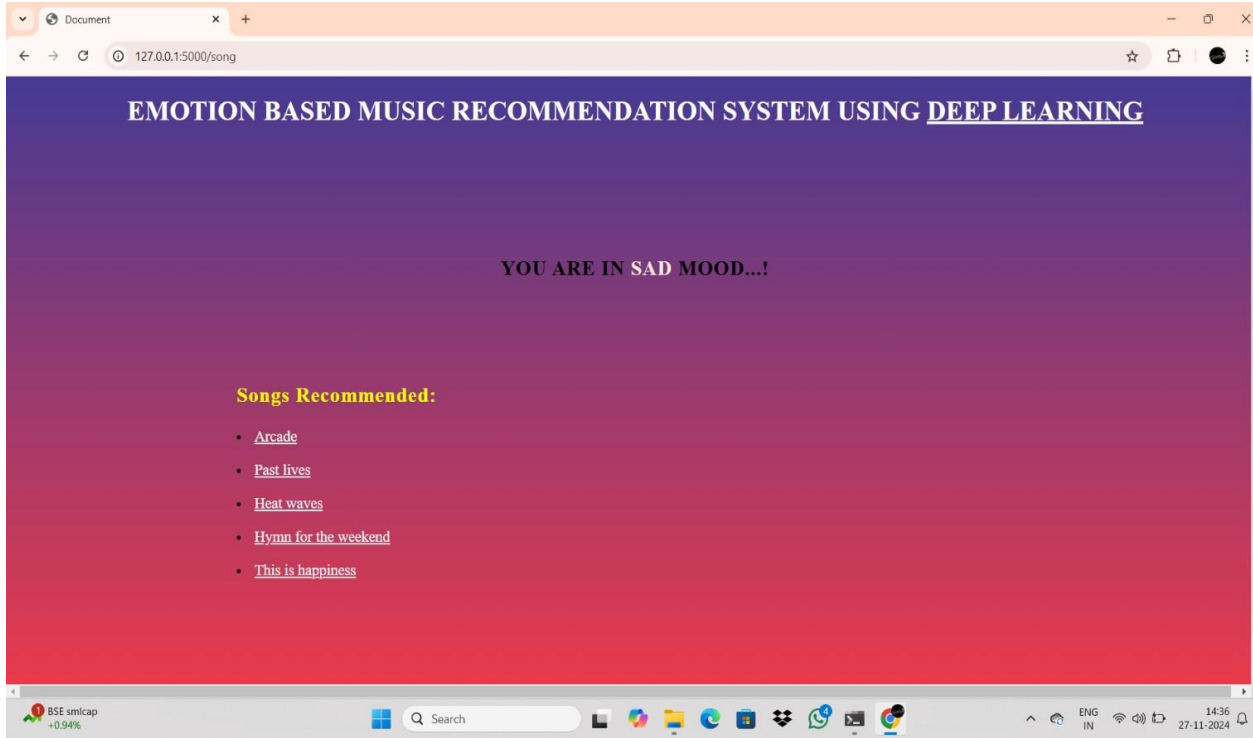 Document
127.0.0.1:5000/song
EMOTION BASED MUSIC RECOMMENDATION SYSTEM USING DEEP LEARNING
YOU ARE IN SAD MOOD...!
Songs Recommended:
• Arcade
• Past lives
• Heat waves
• Hymn for the weekend
• This is happiness
1
BSE smlcap
+0.94%
Search
ENG
IN
14:36
27-11-2024